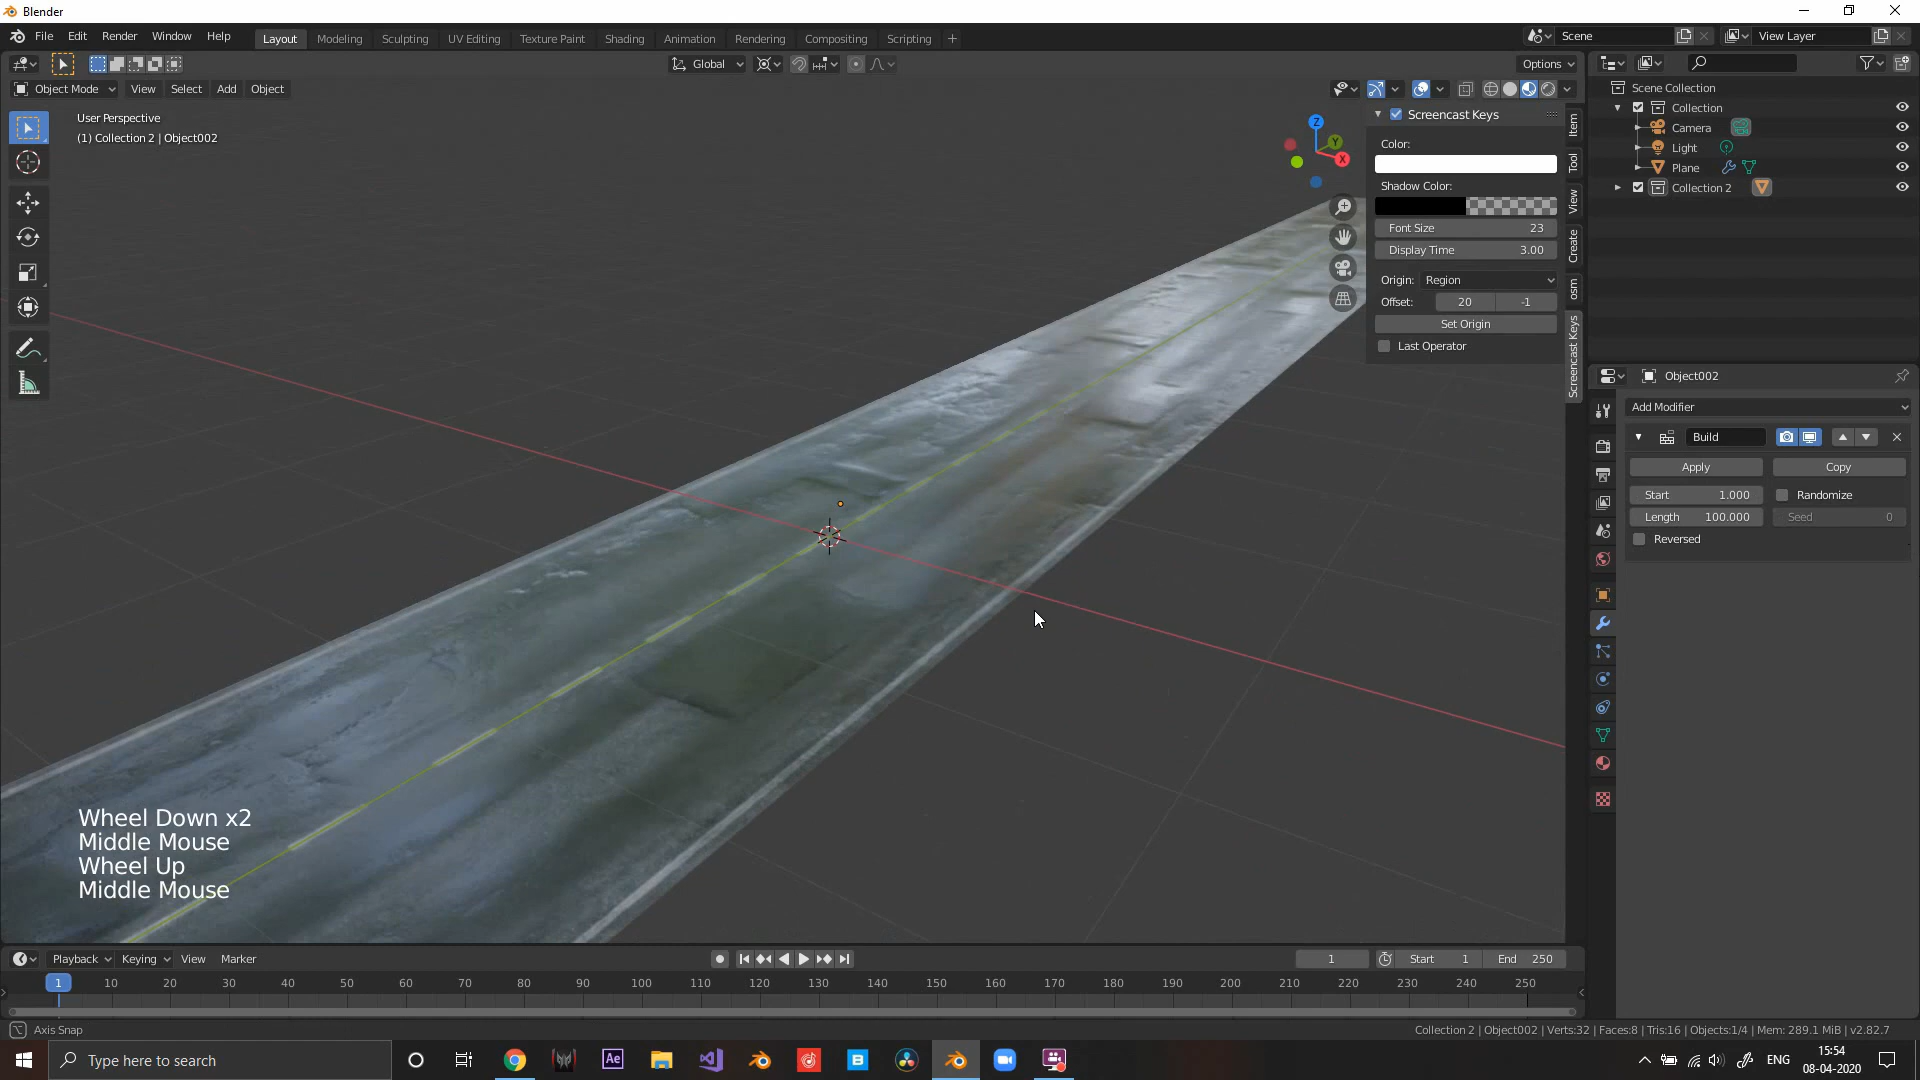 Blender
File Edit Render Window Help
Layout Modeling Sculpting UV Editing Texture Paint Shading Animation Rendering Compositing Scripting +
Scene
View Layer
Global
Options
Object Mode View Select Add Object
User Perspective
(1) Collection 2 | Object002
Z
Y
X
Screencast Keys
Color:
Shadow Color:
Font Size 23
Display Time 3.00
Origin: Region
Offset: 20 -1
Set Origin
Last Operator
Item
Tool
View
Create
osm
Screencast Keys
Scene Collection
Collection
Camera
Light
Plane
Collection 2
Object002
Add Modifier
Build
Apply Copy
Start 1.000 Randomize
Length 100.000 Seed 0
Reversed
Wheel Down x2
Middle Mouse
Wheel Up
Middle Mouse
Playback Keying View Marker
1 Start 1 End 250
1 10 20 30 40 50 60 70 80 90 100 110 120 130 140 150 160 170 180 190 200 210 220 230 240 250
Axis Snap
Collection 2 | Object002 | Verts:32 | Faces:8 | Tris:16 | Objects:1/4 | Mem: 289.1 MiB | v2.82.7
Type here to search
Ae
B
ENG
15:54
08-04-2020